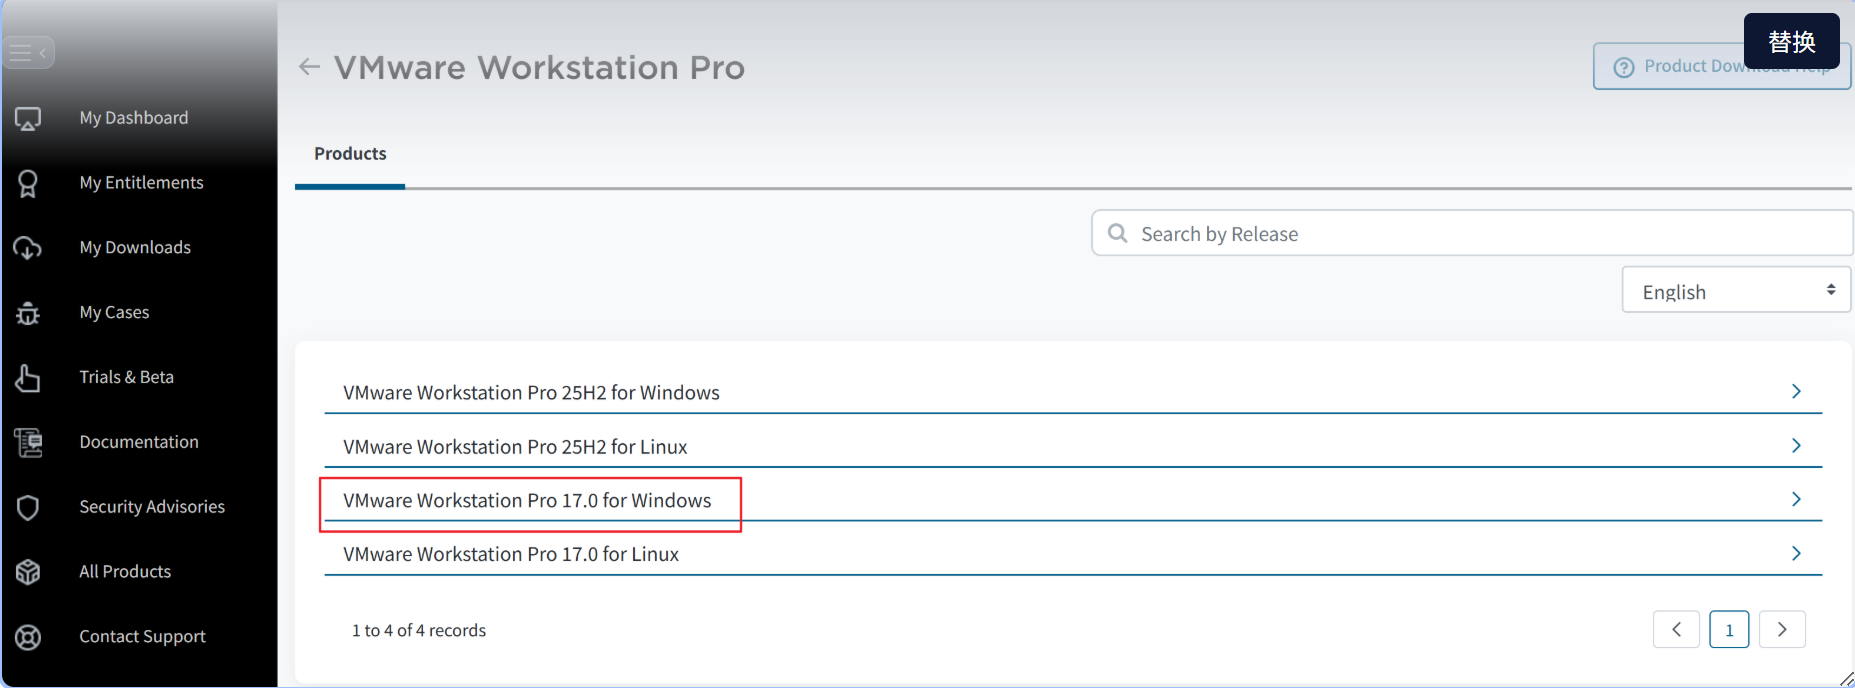 VMware Workstation Pro
替换
Product Download Help
My Dashboard
My Entitlements
My Downloads
My Cases
Trials & Beta
Documentation
Security Advisories
All Products
Contact Support
Products
Search by Release
English
VMware Workstation Pro 25H2 for Windows
VMware Workstation Pro 25H2 for Linux
VMware Workstation Pro 17.0 for Windows
VMware Workstation Pro 17.0 for Linux
1 to 4 of 4 records
1